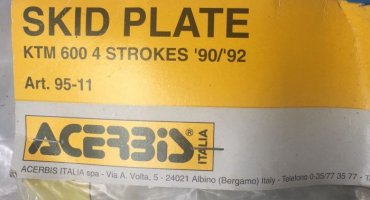 SKID PLATE
KTM 600 4 STROKES '90/'92
Art. 95-11
ACERBIS
ITALIA
ACERBIS ITALIA spa - Via A. Volta, 5 - 24021 Albino (Bergamo) Italy - Telefono 0-35/77 35 77 - T